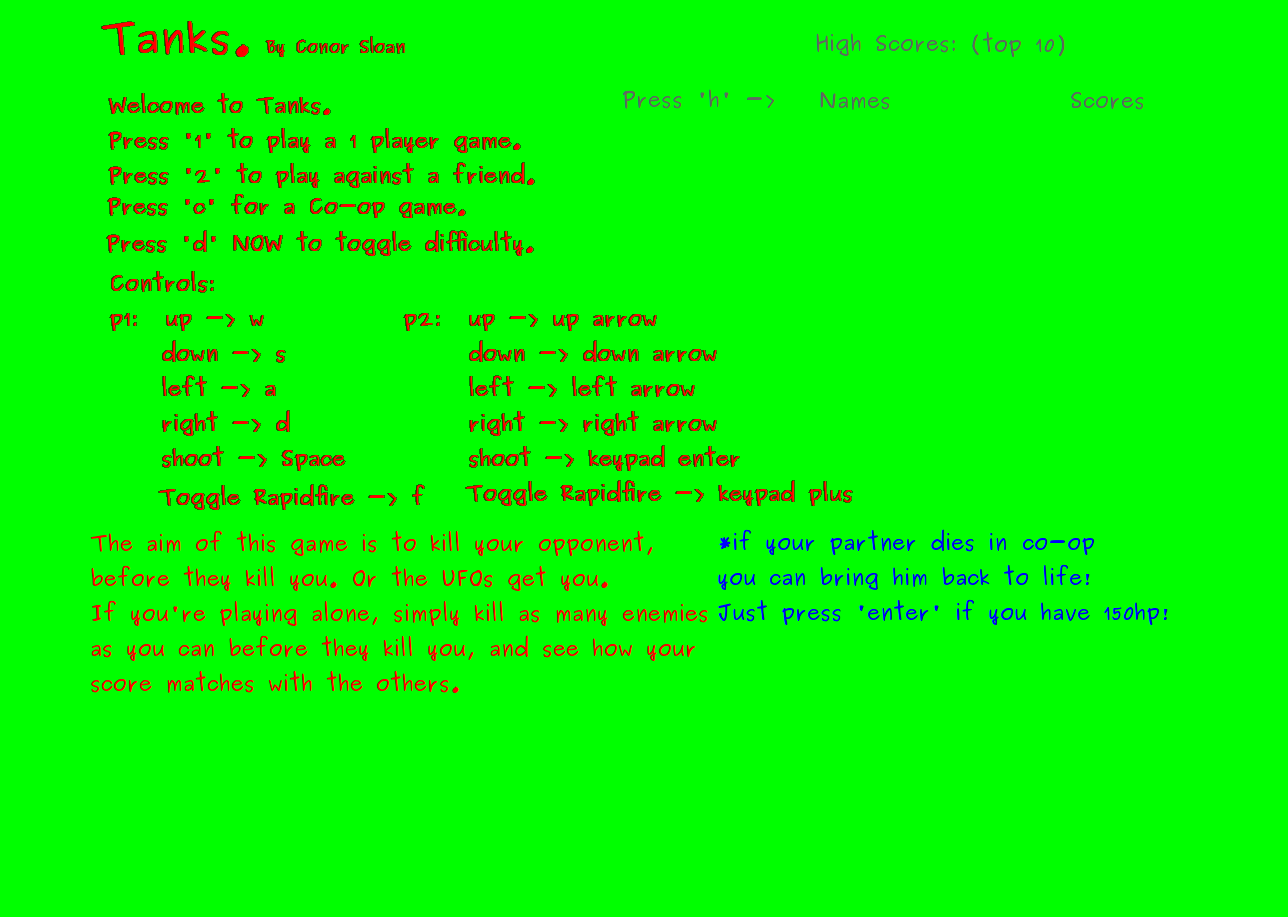 Tanks. By Conor Sloan
High Scores: (top 10)
Press 'h' -> Names Scores
Welcome to Tanks.
Press '1' to play a 1 player game.
Press '2' to play against a friend.
Press 'c' for a Co-op game.
Press 'd' NOW to toggle difficulty.
Controls:
p1: up -> w
down -> s
left -> a
right -> d
shoot -> Space
Toggle Rapidfire -> f
p2: up -> up arrow
down -> down arrow
left -> left arrow
right -> right arrow
shoot -> keypad enter
Toggle Rapidfire -> keypad plus
The aim of this game is to kill your opponent,
before they kill you. Or the UFOs get you.
If you're playing alone, simply kill as many enemies
as you can before they kill you, and see how your
score matches with the others.
*if your partner dies in co-op
you can bring him back to life!
Just press 'enter' if you have 150hp!